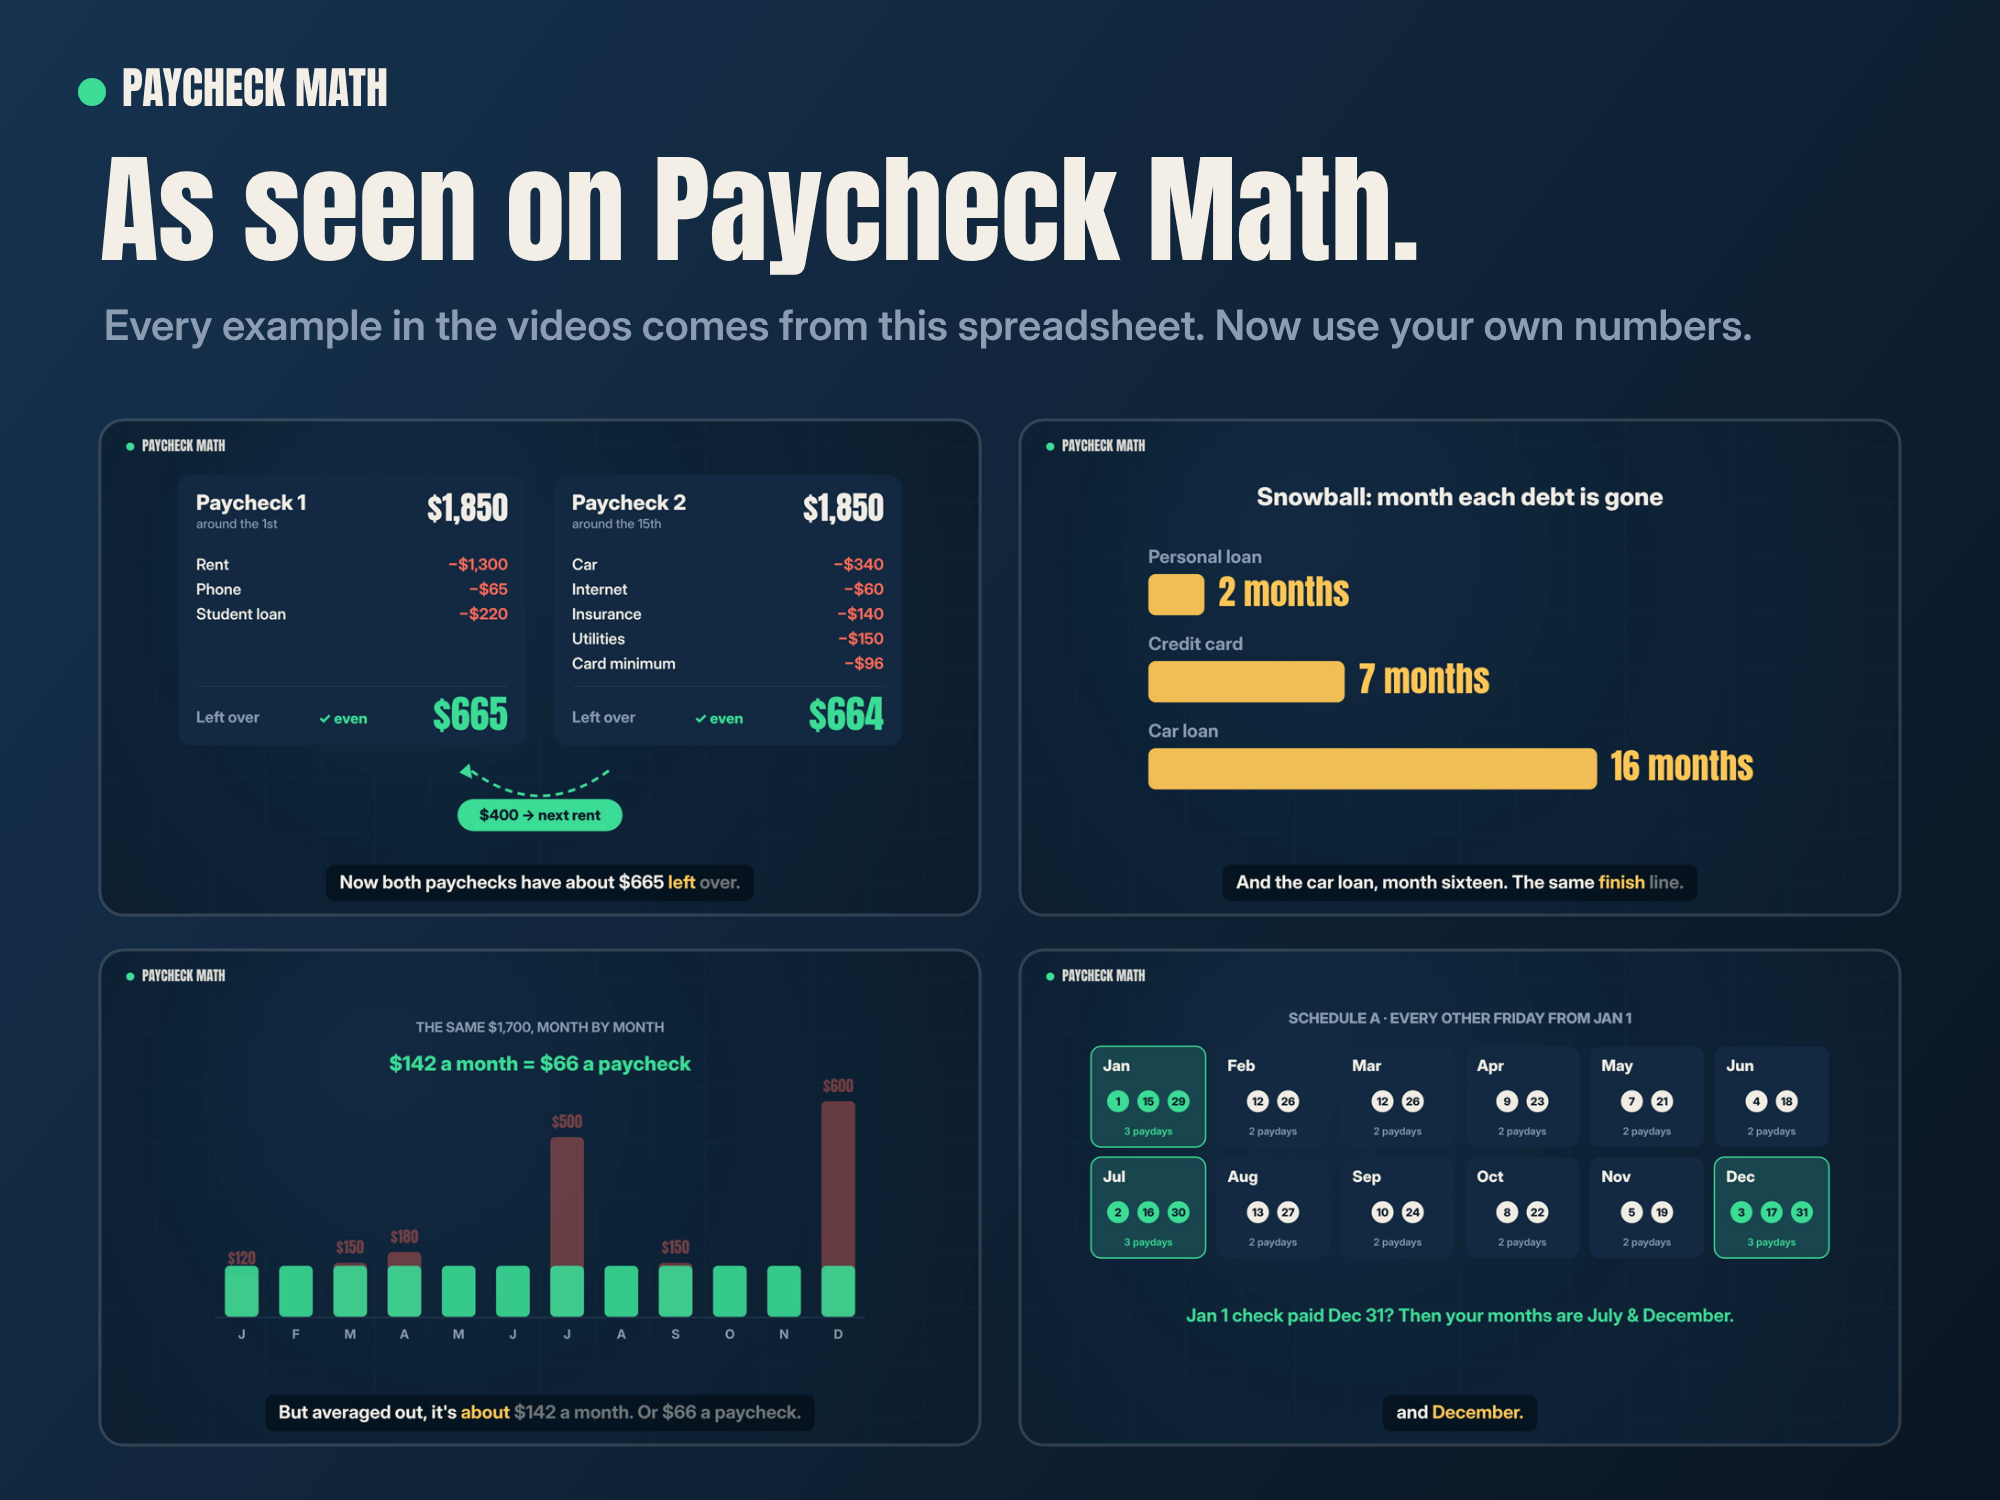 PAYCHECK MATH
As seen on Paycheck Math.
Every example in the videos comes from this spreadsheet. Now use your own numbers.
PAYCHECK MATH
Paycheck 1 $1,850
around the 1st
Rent −$1,300
Phone −$65
Student loan −$220
Left over ✓ even $665
Paycheck 2 $1,850
around the 15th
Car −$340
Internet −$60
Insurance −$140
Utilities −$150
Card minimum −$96
Left over ✓ even $664
$400 → next rent
Now both paychecks have about $665 left over.
PAYCHECK MATH
Snowball: month each debt is gone
Personal loan
2 months
Credit card
7 months
Car loan
16 months
And the car loan, month sixteen. The same finish line.
PAYCHECK MATH
THE SAME $1,700, MONTH BY MONTH
$142 a month = $66 a paycheck
$120 $150 $180 $500 $150 $600
J F M A M J J A S O N D
But averaged out, it's about $142 a month. Or $66 a paycheck.
PAYCHECK MATH
SCHEDULE A · EVERY OTHER FRIDAY FROM JAN 1
Jan Feb Mar Apr May Jun
1 15 29 12 26 12 26 9 23 7 21 4 18
3 paydays 2 paydays 2 paydays 2 paydays 2 paydays 2 paydays
Jul Aug Sep Oct Nov Dec
2 16 30 13 27 10 24 8 22 5 19 3 17 31
3 paydays 2 paydays 2 paydays 2 paydays 2 paydays 3 paydays
Jan 1 check paid Dec 31? Then your months are July & December.
and December.